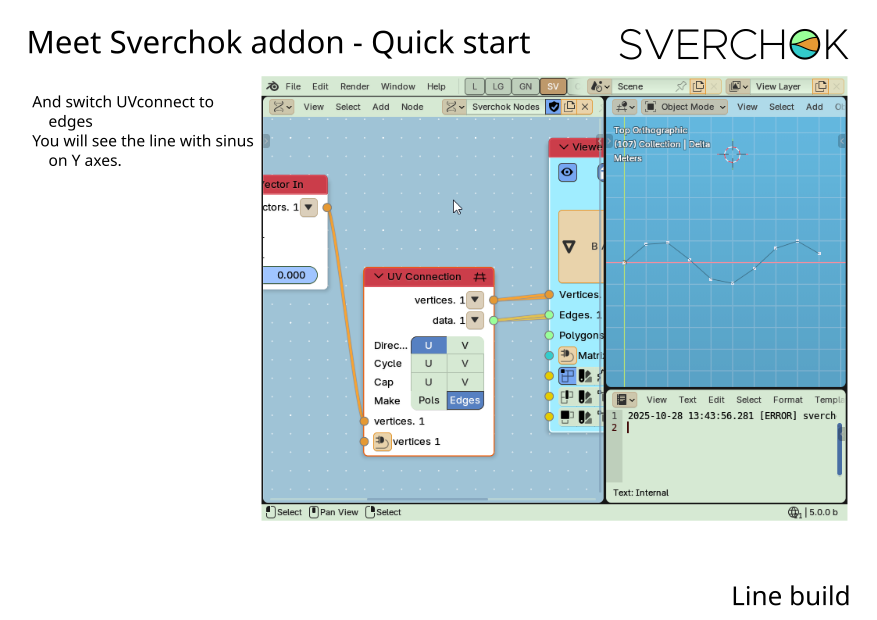 Meet Sverchok addon - Quick start
SVERCHOK
And switch UVconnect to
edges
You will see the line with sinus
on Y axes.
File Edit Render Window Help L LG GN SV C Scene View Layer
View Select Add Node Sverchok Nodes Object Mode View Select Add
Top Orthographic
(107) Collection | Delta
Meters
Viewe
ector In
ctors. 1
0.000
B
UV Connection
vertices. 1
data. 1
Direc... U V
Cycle U V
Cap U V
Make Pols Edges
vertices. 1
vertices 1
Vertices.
Edges. 1
Polygons
Matri
View Text Edit Select Format Templa
1 2025-10-28 13:43:56.281 [ERROR] sverch
2
Text: Internal
Select Pan View Select 1 | 5.0.0 b
Line build